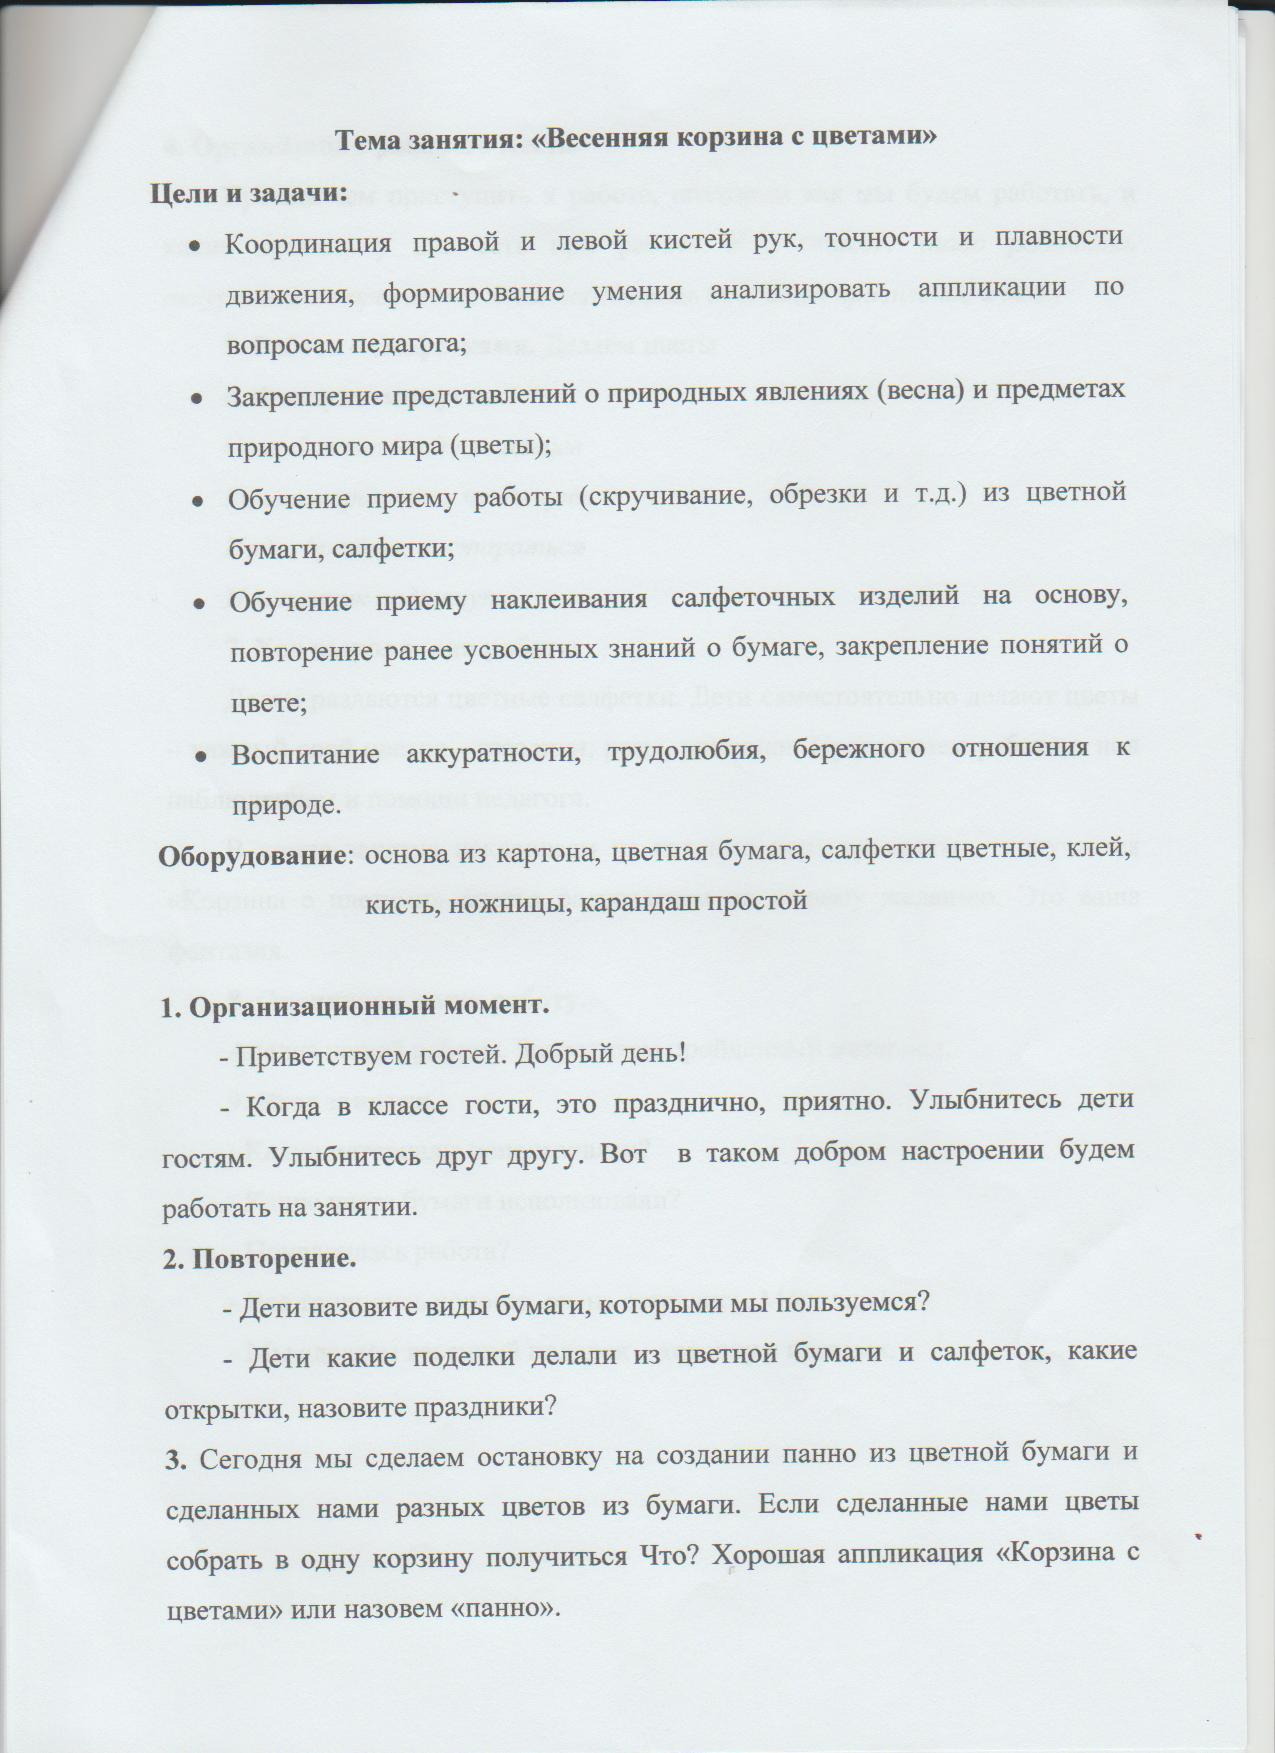 Тема занятия: «Весенняя корзина с цветами»
Цели и задачи:
• Координация правой и левой кистей рук, точности и плавности
движения, формирование умения анализировать аппликации по
вопросам педагога;
• Закрепление представлений о природных явлениях (весна) и предметах
природного мира (цветы);
• Обучение приему работы (скручивание, обрезки и т.д.) из цветной
бумаги, салфетки;
• Обучение приему наклеивания салфеточных изделий на основу,
повторение ранее усвоенных знаний о бумаге, закрепление понятий о
цвете;
• Воспитание аккуратности, трудолюбия, бережного отношения к
природе.
Оборудование: основа из картона, цветная бумага, салфетки цветные, клей,
кисть, ножницы, карандаш простой
1. Организационный момент.
- Приветствуем гостей. Добрый день!
- Когда в классе гости, это празднично, приятно. Улыбнитесь дети
гостям. Улыбнитесь друг другу. Вот в таком добром настроении будем
работать на занятии.
2. Повторение.
- Дети назовите виды бумаги, которыми мы пользуемся?
- Дети какие поделки делали из цветной бумаги и салфеток, какие
открытки, назовите праздники?
3. Сегодня мы сделаем остановку на создании панно из цветной бумаги и
сделанных нами разных цветов из бумаги. Если сделанные нами цветы
собрать в одну корзину получиться Что? Хорошая аппликация «Корзина с
цветами» или назовем «панно».